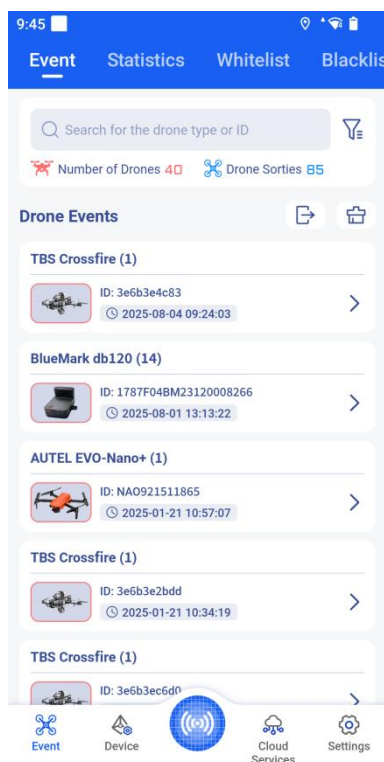 9:45
Event Statistics Whitelist Blacklis
Search for the drone type or ID
Number of Drones 40 Drone Sorties 85
Drone Events
TBS Crossfire (1)
ID: 3e6b3e4c83
2025-08-04 09:24:03
BlueMark db120 (14)
ID: 1787F04BM23120008266
2025-08-01 13:13:22
AUTEL EVO-Nano+ (1)
ID: NAO921511865
2025-01-21 10:57:07
TBS Crossfire (1)
ID: 3e6b3e2bdd
2025-01-21 10:34:19
TBS Crossfire (1)
ID: 3e6b3ec6d0
Event Device Cloud Services Settings